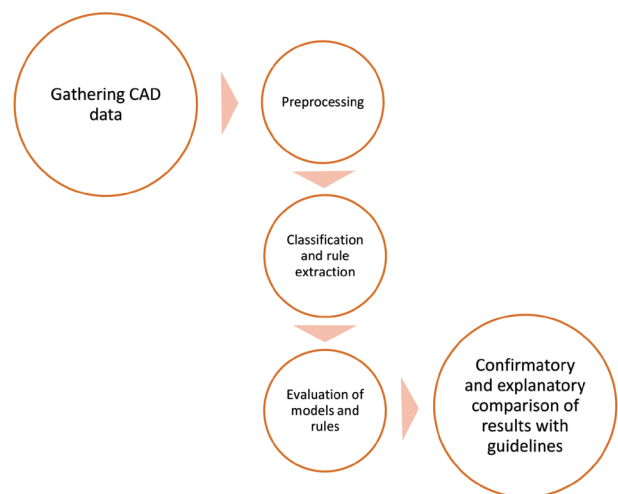 Gathering CAD
data
Preprocessing
Classification
and rule
extraction
Evaluation of
models and
rules
Confirmatory
and explanatory
comparison of
results with
guidelines